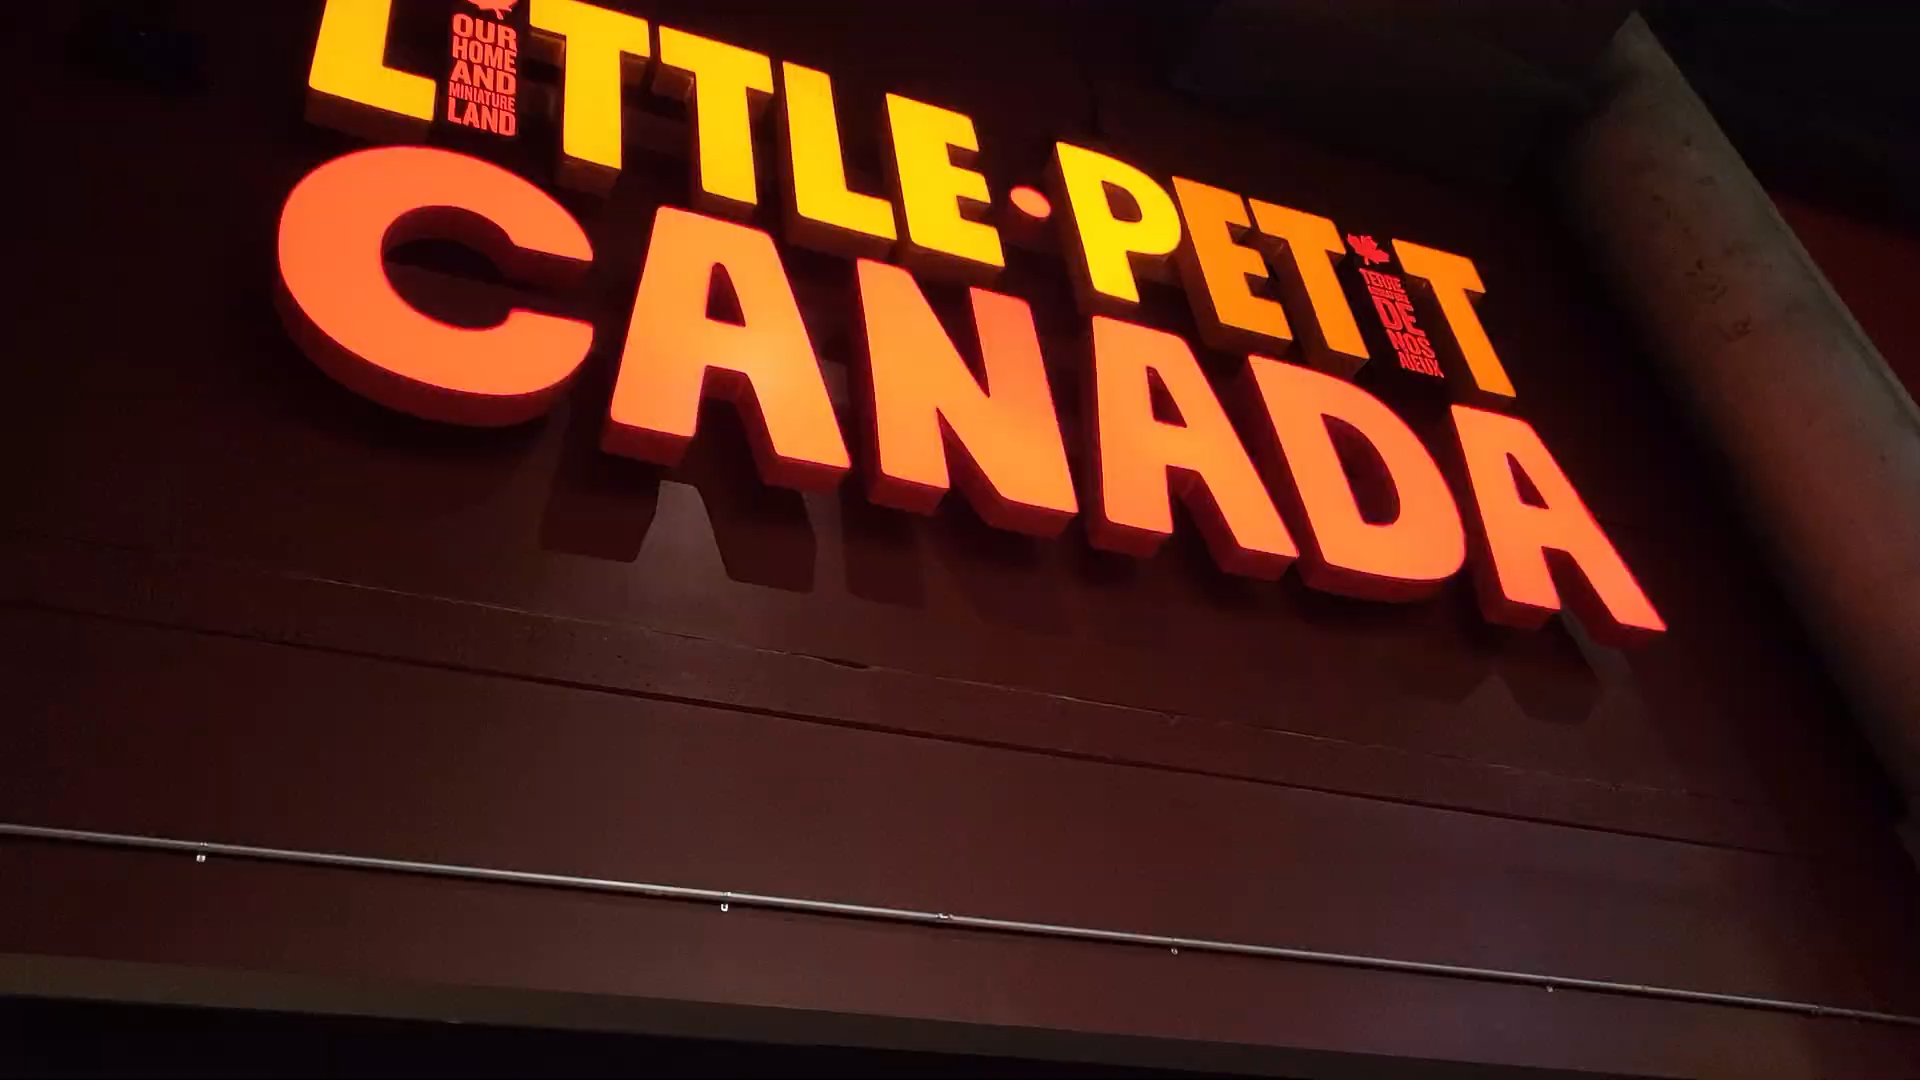 LITTLE • PETIT
CANADA
OUR
HOME
AND
MINIATURE
LAND
TERRE
DE
NOS
AIEUX